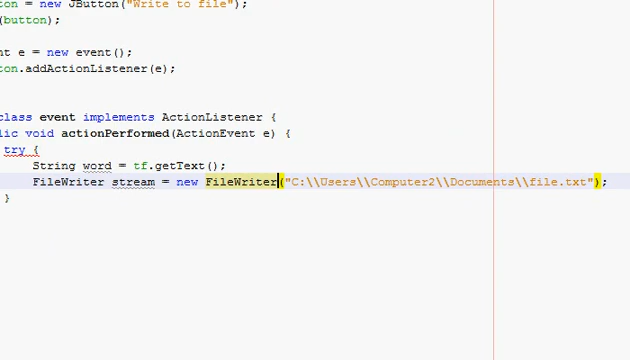 ton = new JButton("Write to file");
(button);
nt e = new event();
ton.addActionListener(e);
class event implements ActionListener {
lic void actionPerformed(ActionEvent e) {
try {
String word = tf.getText();
FileWriter stream = new FileWriter("C:\\Users\\Computer2\\Documents\\file.txt");
}